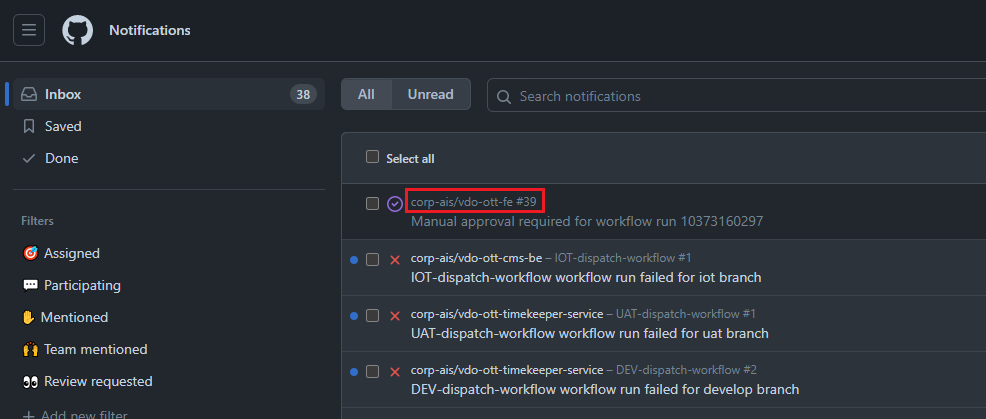 Notifications
Inbox 38
Saved
Done
Filters
Assigned
Participating
Mentioned
Team mentioned
Review requested
Add new filter
All Unread
Search notifications
Select all
corp-ais/vdo-ott-fe #39
Manual approval required for workflow run 10373160297
corp-ais/vdo-ott-cms-be – IOT-dispatch-workflow #1
IOT-dispatch-workflow workflow run failed for iot branch
corp-ais/vdo-ott-timekeeper-service – UAT-dispatch-workflow #1
UAT-dispatch-workflow workflow run failed for uat branch
corp-ais/vdo-ott-timekeeper-service – DEV-dispatch-workflow #2
DEV-dispatch-workflow workflow run failed for develop branch